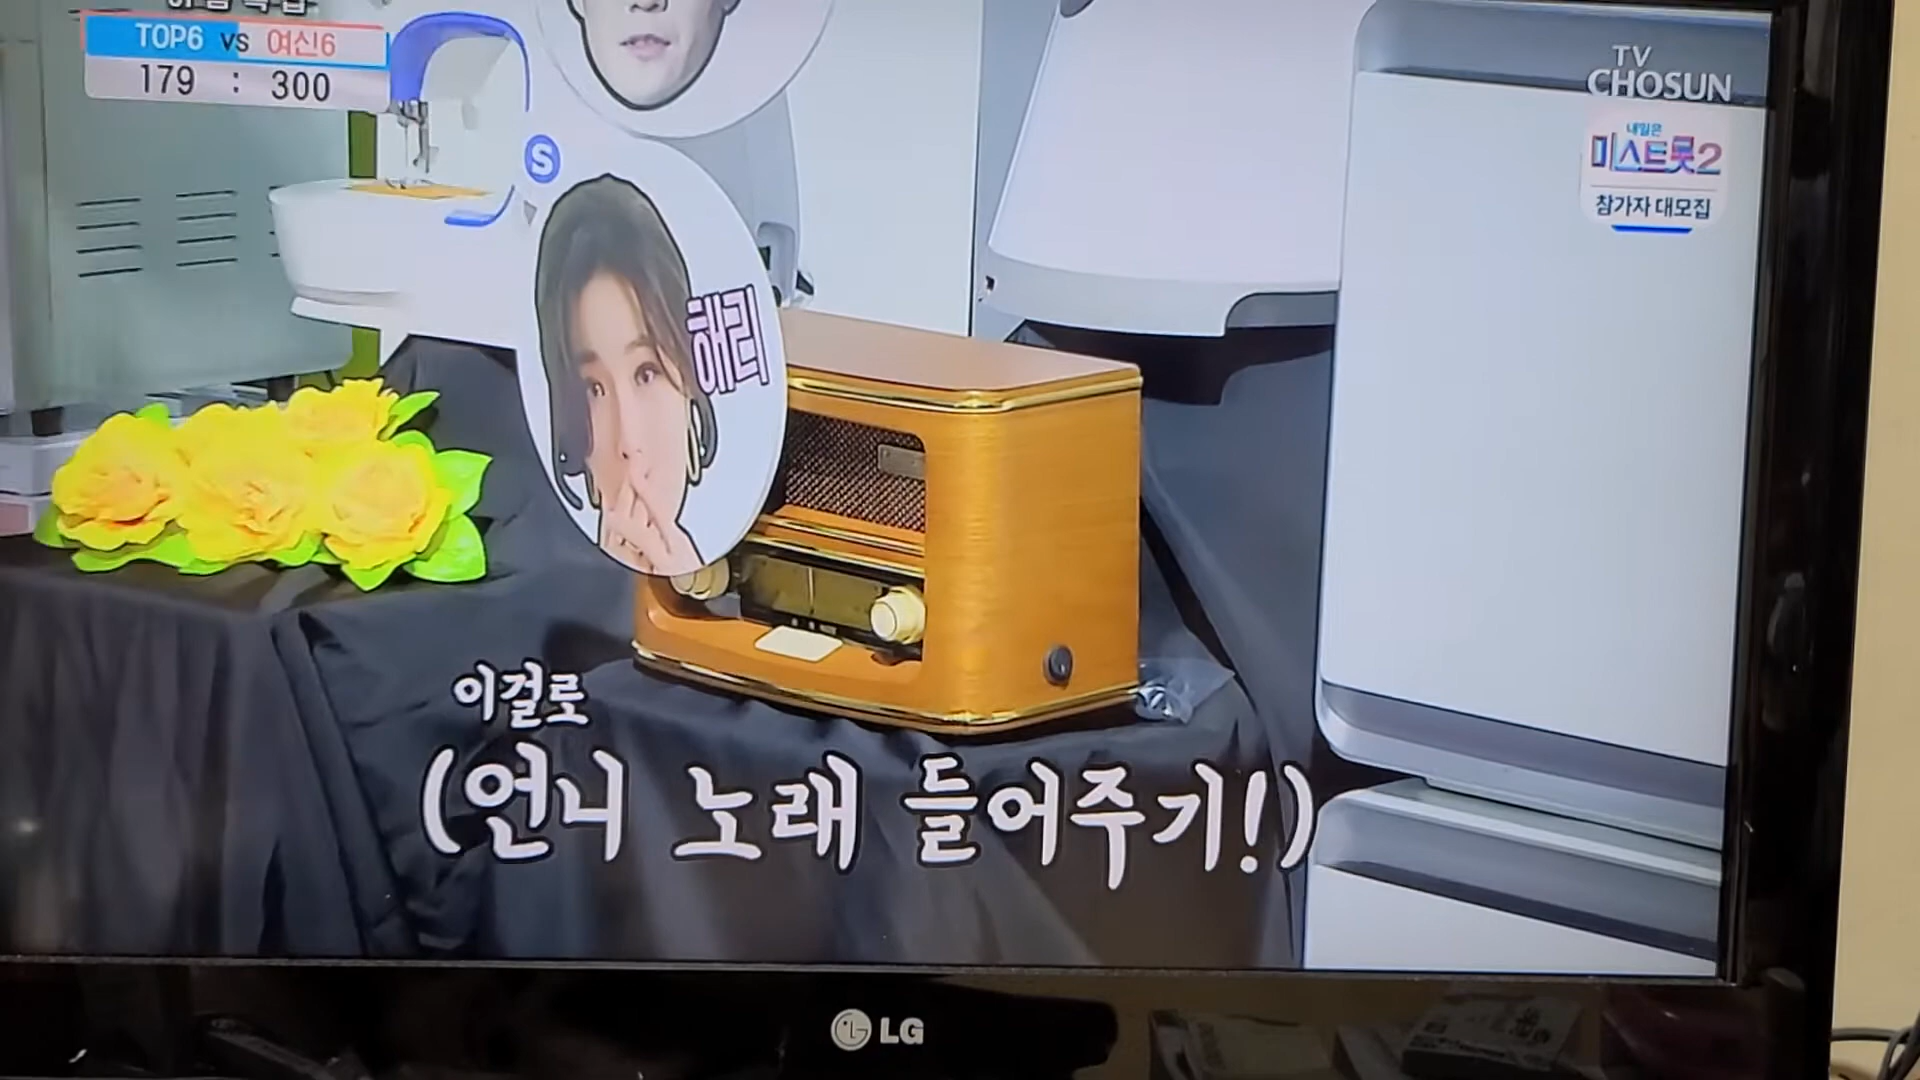 TOP6 vs 여신6
179 : 300
TV
CHOSUN
내일은
미스트롯2
참가자 대모집
S
해리
이걸로
(언니 노래 들어주기!)
LG